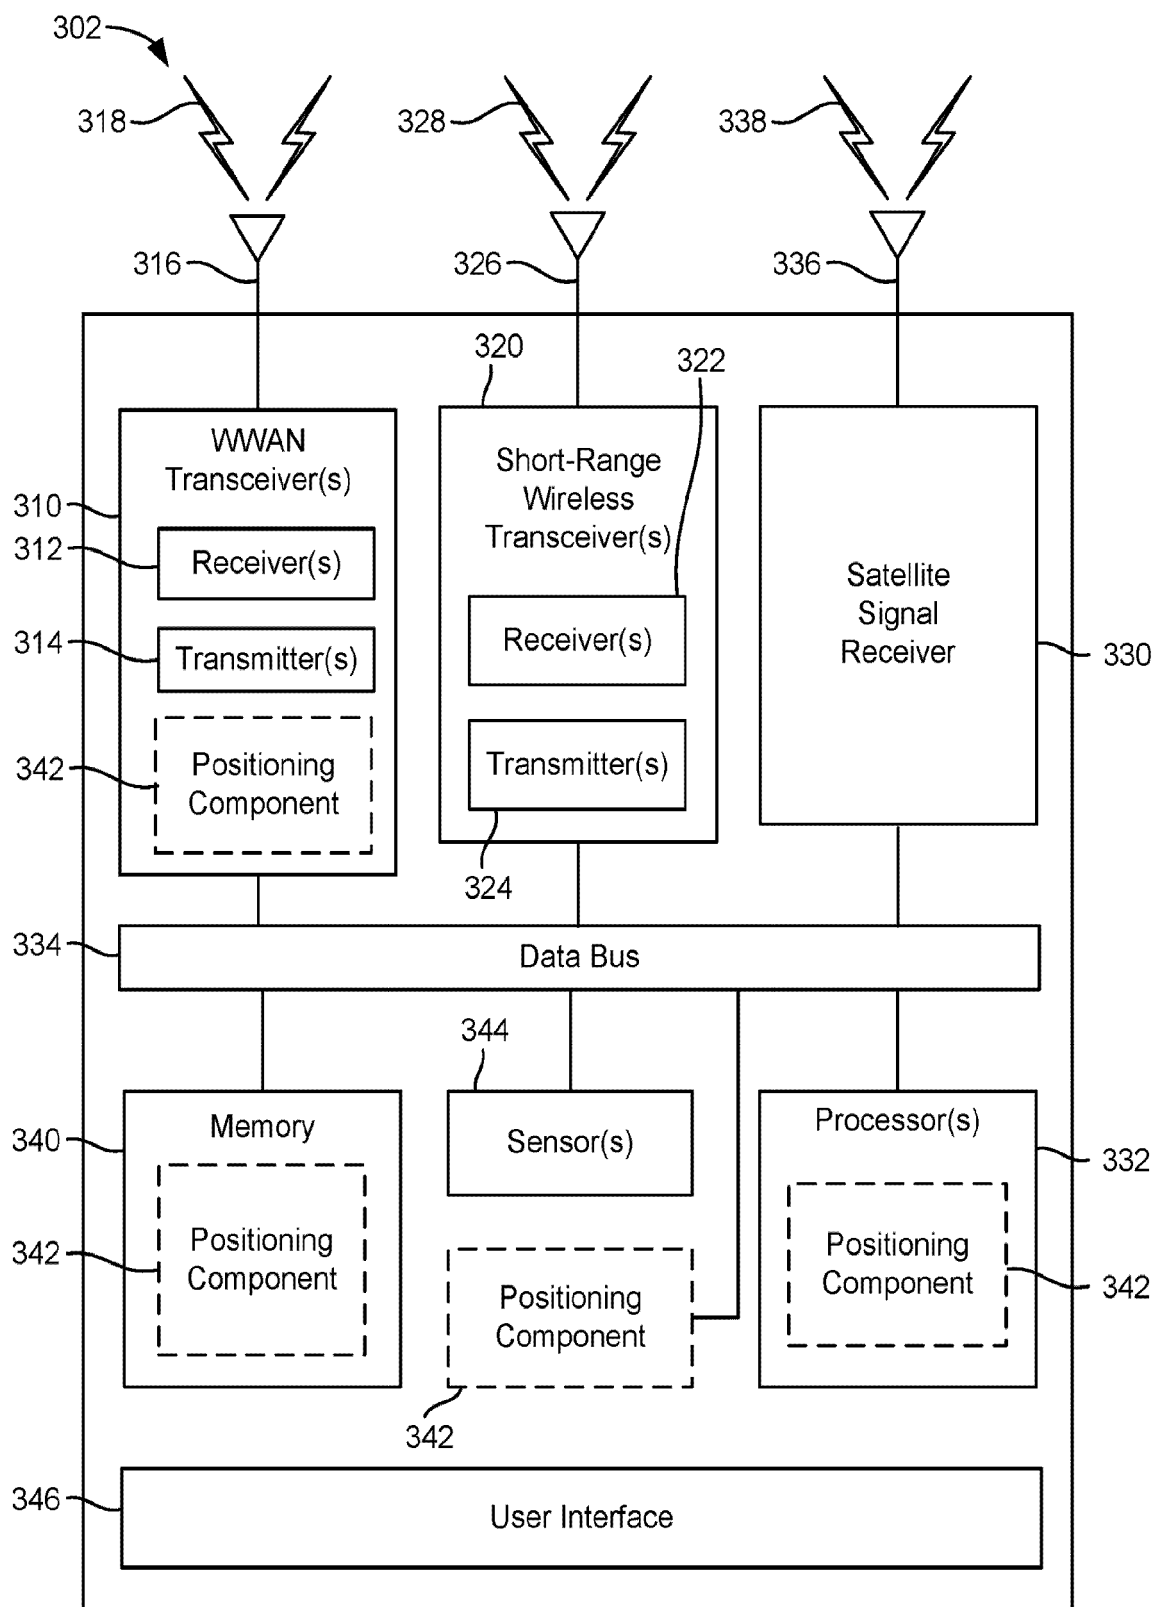 302
318
328
338
316
326
336
320
322
WWAN
Transceiver(s)
Short-Range
Wireless
Transceiver(s)
310
312
Receiver(s)
Satellite
Signal
Receiver
314
Transmitter(s)
Receiver(s)
330
342
Positioning
Component
Transmitter(s)
324
334
Data Bus
344
340
Memory
Sensor(s)
Processor(s)
332
342
Positioning
Component
Positioning
Component
Positioning
Component
342
342
346
User Interface